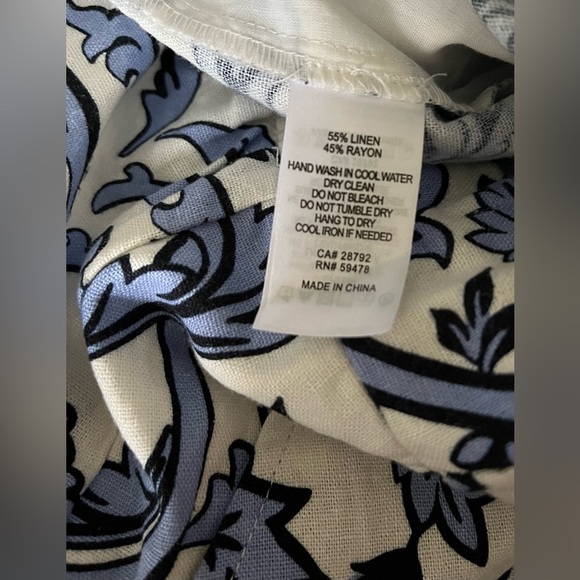 55% LINEN
45% RAYON
HAND WASH IN COOL WATER
DRY CLEAN
DO NOT BLEACH
DO NOT TUMBLE DRY
HANG TO DRY
COOL IRON IF NEEDED
CA# 28792
RN# 59478
MADE IN CHINA